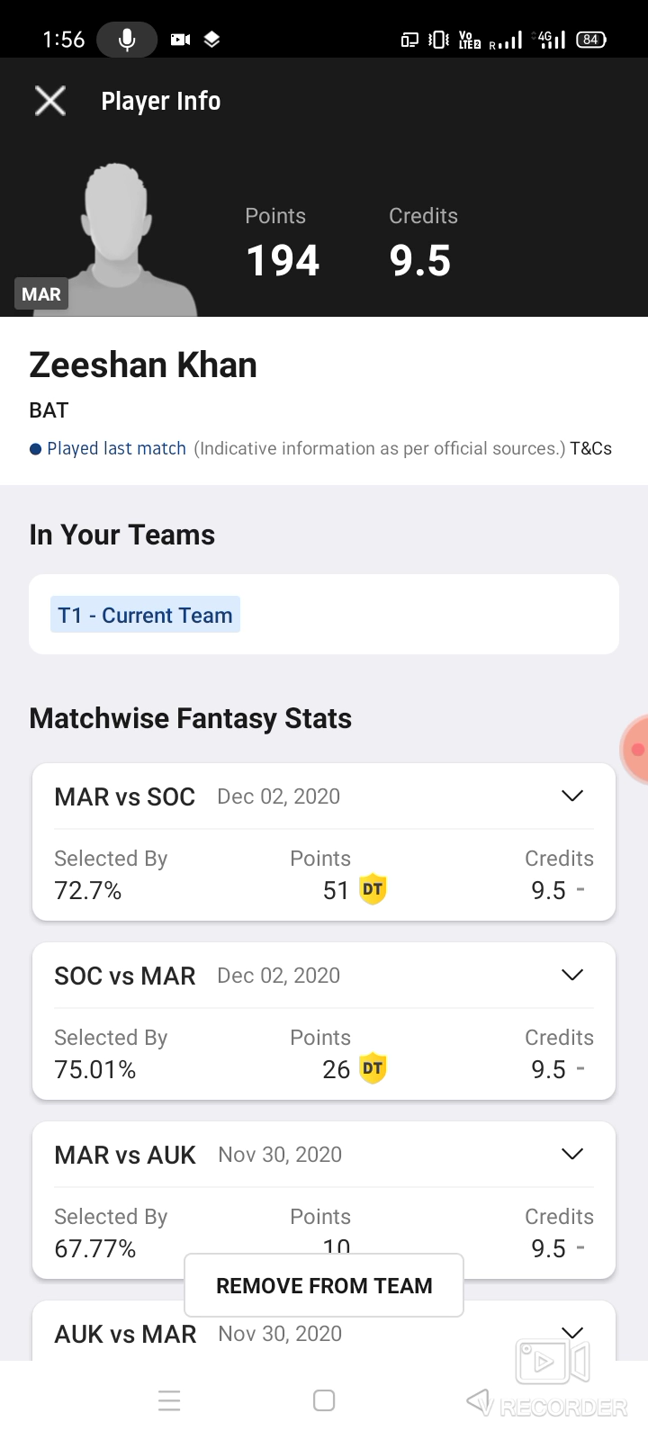 1:56 Vo LTE2 R 4G 84
Player Info
Points Credits
194 9.5
MAR
Zeeshan Khan
BAT
Played last match (Indicative information as per official sources.) T&Cs
In Your Teams
T1 - Current Team
Matchwise Fantasy Stats
MAR vs SOC Dec 02, 2020
Selected By Points Credits
72.7% 51 DT 9.5 -
SOC vs MAR Dec 02, 2020
Selected By Points Credits
75.01% 26 DT 9.5 -
MAR vs AUK Nov 30, 2020
Selected By Points Credits
67.77% 10 9.5 -
REMOVE FROM TEAM
AUK vs MAR Nov 30, 2020
V RECORDER